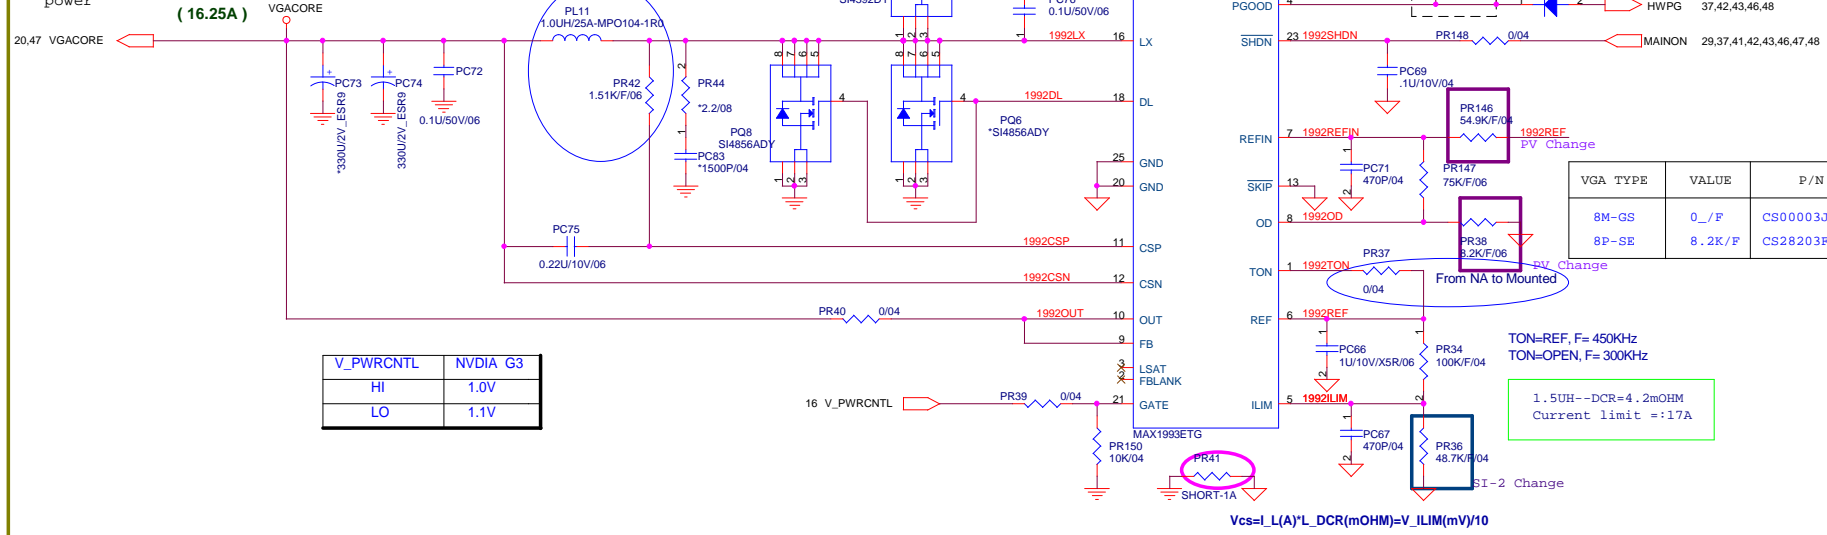 power
( 16.25A )
VGACORE
20,47 VGACORE
PL11
1.0UH/25A-MPO104-1R0
0.1U/50V/06
1992LX
16
LX
PGOOD
4
1
2
HWPG
37,42,43,46,48
SHDN
23
1992SHDN
PR148
0/04
MAINON
29,37,41,42,43,46,47,48
PC73
*330U/2V_ESR9
PC74
330U/2V_ESR9
PC72
0.1U/50V/06
PR42
1.51K/F/06
PR44
*2.2/08
PC83
*1500P/04
PQ8
SI4856ADY
PQ6
*SI4856ADY
1992DL
18
DL
PC69
.1U/10V/04
PR146
54.9K/F/04
REFIN
7
1992REFIN
1992REF
PV Change
25
GND
20
GND
PC71
470P/04
PR147
75K/F/06
SKIP
13
OD
8
1992OD
PR38
8.2K/F/06
PV Change
VGA TYPE VALUE P/N
8M-GS 0_/F CS00003J
8P-SE 8.2K/F CS28203F
PC75
0.22U/10V/06
1992CSP
11
CSP
1992CSN
12
CSN
TON
1
1992TON
PR37
0/04
From NA to Mounted
PR40
0/04
1992OUT
10
OUT
9
FB
REF
6
1992REF
PC66
1U/10V/X5R/06
PR34
100K/F/04
TON=REF, F= 450KHz
TON=OPEN, F= 300KHz
3
LSAT
2
FBLANK
V_PWRCNTL NVDIA G3
HI 1.0V
LO 1.1V
16 V_PWRCNTL
PR39
0/04
21
GATE
ILIM
5
1992ILIM
1.5UH--DCR=4.2mOHM
Current limit =:17A
MAX1993ETG
PR150
10K/04
PC67
470P/04
PR36
48.7K/F/04
SI-2 Change
PR41
SHORT-1A
Vcs=I_L(A)*L_DCR(mOHM)=V_ILIM(mV)/10